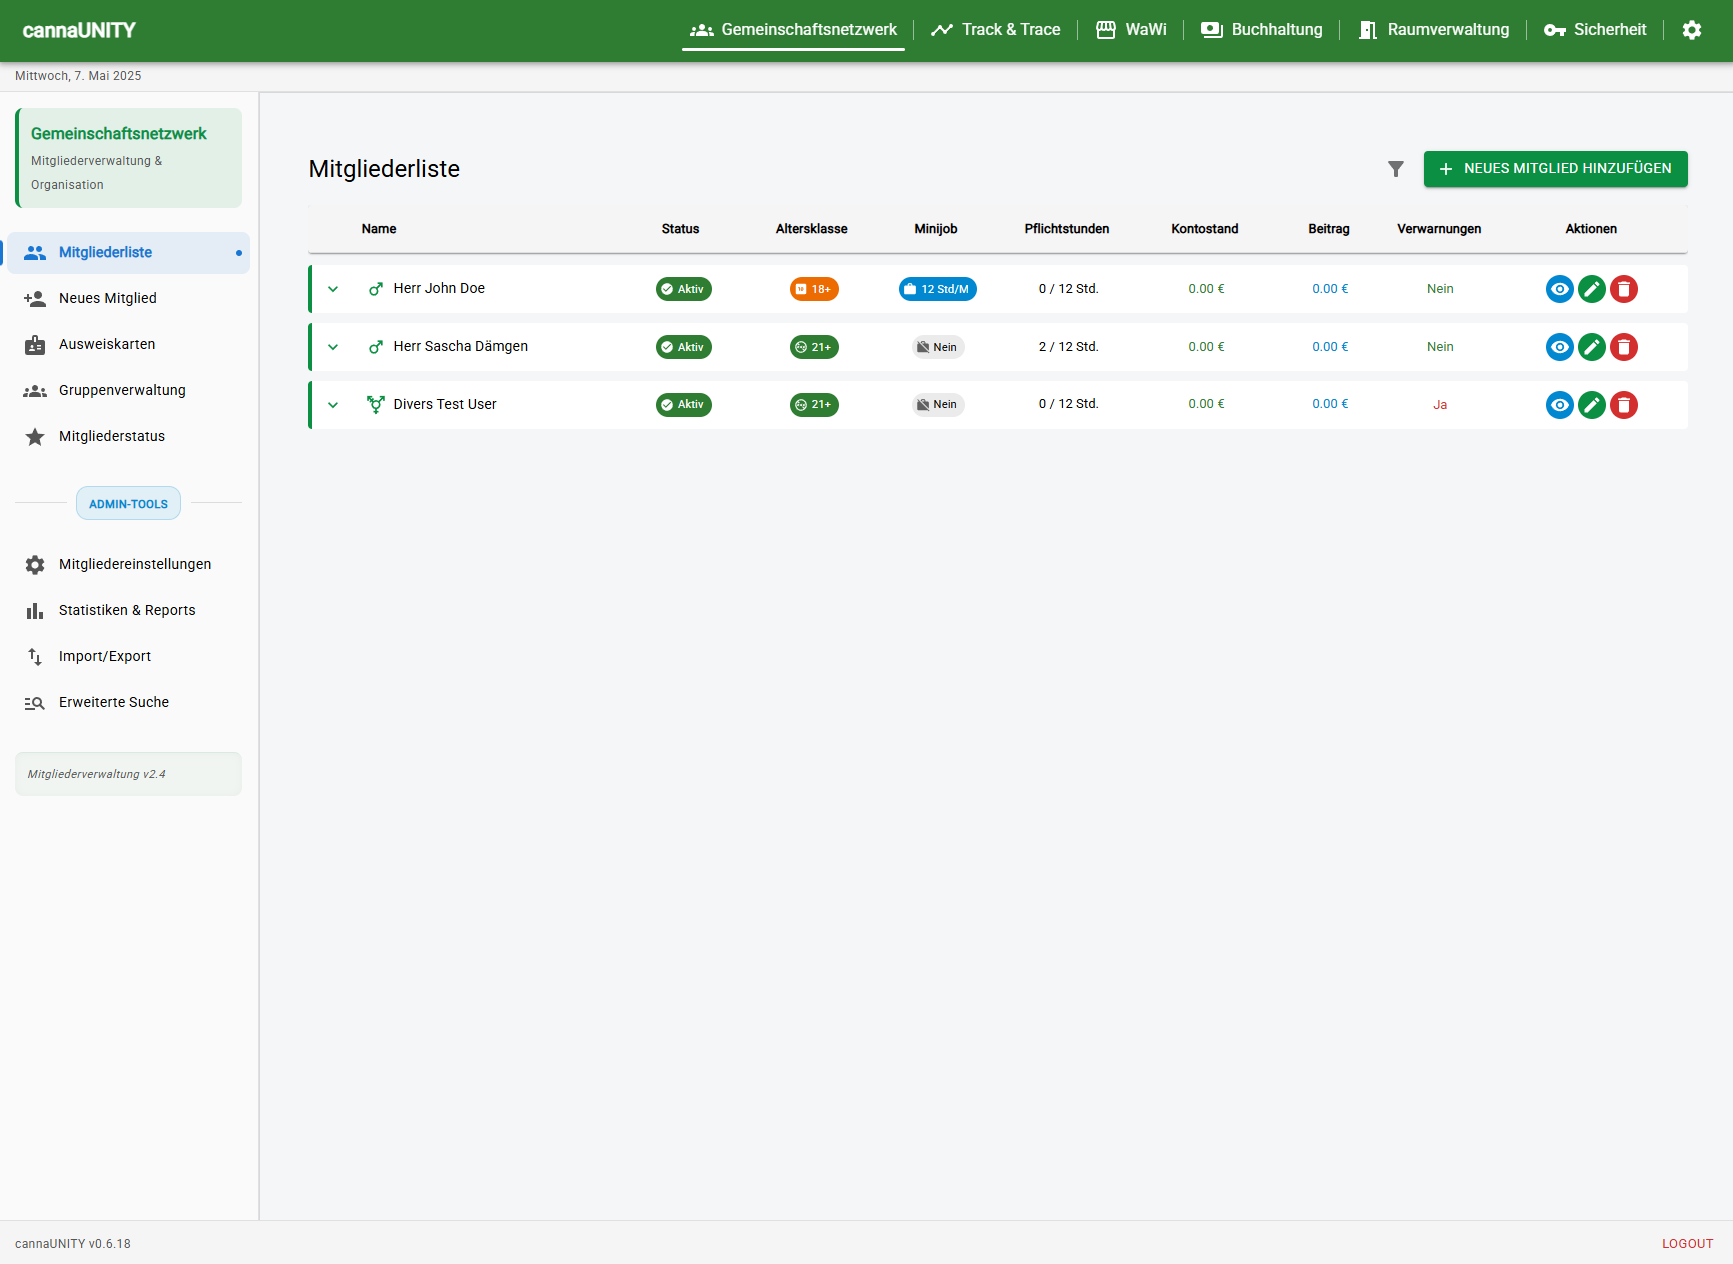 cannaUNITY
Gemeinschaftsnetzwerk
Track & Trace
WaWi
Buchhaltung
Raumverwaltung
Sicherheit
Mittwoch, 7. Mai 2025
Gemeinschaftsnetzwerk
Mitgliederverwaltung &
Organisation
Mitgliederliste
Neues Mitglied
Ausweiskarten
Gruppenverwaltung
Mitgliederstatus
ADMIN-TOOLS
Mitgliedereinstellungen
Statistiken & Reports
Import/Export
Erweiterte Suche
Mitgliederverwaltung v2.4
Mitgliederliste
NEUES MITGLIED HINZUFÜGEN
Name Status Altersklasse Minijob Pflichtstunden Kontostand Beitrag Verwarnungen Aktionen
Herr John Doe Aktiv 18+ 12 Std/M 0 / 12 Std. 0.00 € 0.00 € Nein
Herr Sascha Dämgen Aktiv 21+ Nein 2 / 12 Std. 0.00 € 0.00 € Nein
Divers Test User Aktiv 21+ Nein 0 / 12 Std. 0.00 € 0.00 € Ja
cannaUNITY v0.6.18
LOGOUT